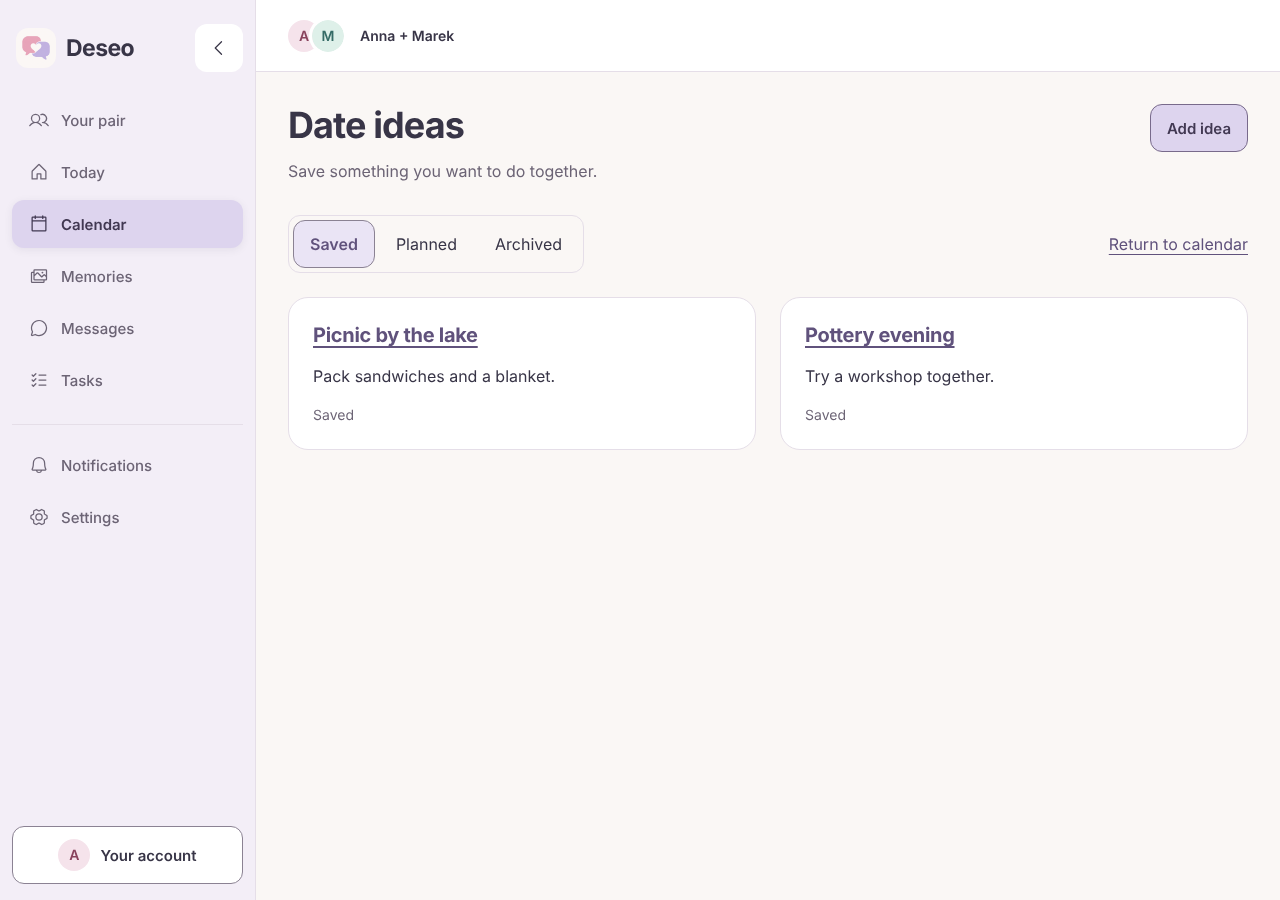 Deseo
Your pair
Today
Calendar
Memories
Messages
Tasks
Notifications
Settings
A Your account
A M Anna + Marek
Date ideas
Add idea
Save something you want to do together.
Saved Planned Archived
Return to calendar
Picnic by the lake
Pack sandwiches and a blanket.
Saved
Pottery evening
Try a workshop together.
Saved